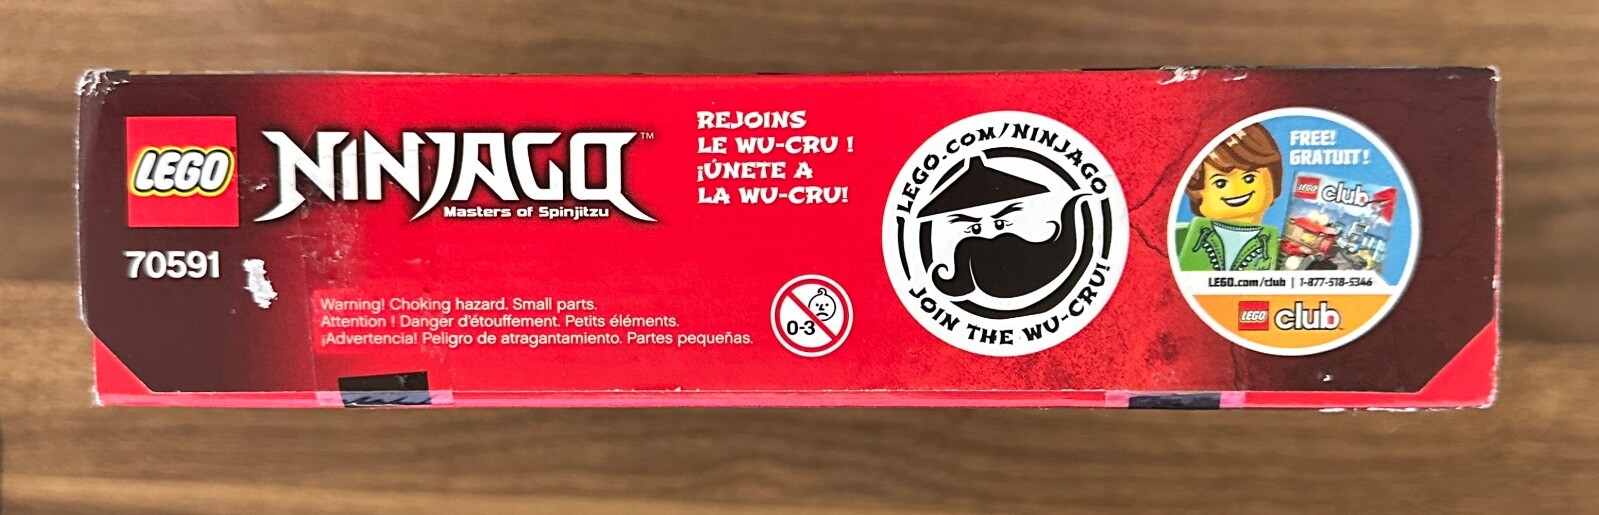 LEGO
NINJAGO™
Masters of Spinjitzu
70591
Warning! Choking hazard. Small parts.
Attention ! Danger d'étouffement. Petits éléments.
¡Advertencia! Peligro de atragantamiento. Partes pequeñas.
REJOINS
LE WU-CRU !
¡ÚNETE A
LA WU-CRU!
0-3
LEGO.COM/NINJAGO
JOIN THE WU-CRU!
FREE!
GRATUIT!
LEGO club
LEGO.com/club | 1-877-518-5346
LEGO club™